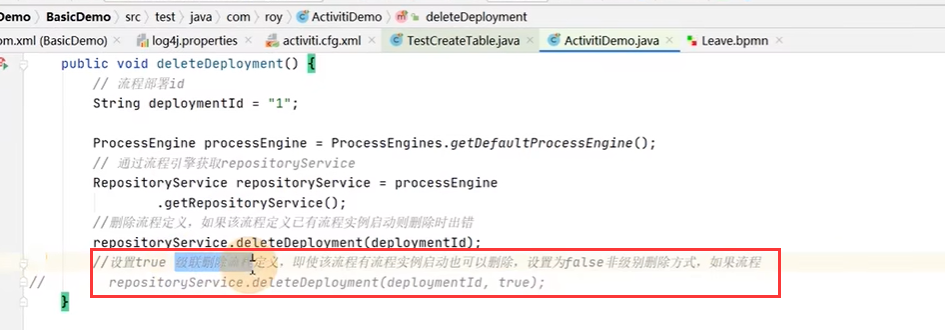 Demo > BasicDemo > src > test > java > com > roy > ActivitiDemo > deleteDeployment
om.xml (BasicDemo) × log4j.properties × activiti.cfg.xml × TestCreateTable.java × ActivitiDemo.java × Leave.bpmn ×
public void deleteDeployment() {
// 流程部署id
String deploymentId = "1";
ProcessEngine processEngine = ProcessEngines.getDefaultProcessEngine();
// 通过流程引擎获取repositoryService
RepositoryService repositoryService = processEngine
.getRepositoryService();
//删除流程定义，如果该流程定义已有流程实例启动则删除时出错
repositoryService.deleteDeployment(deploymentId);
//设置true 级联删除流程定义，即使该流程有流程实例启动也可以删除，设置为false非级别删除方式，如果流程
// repositoryService.deleteDeployment(deploymentId, true);
}